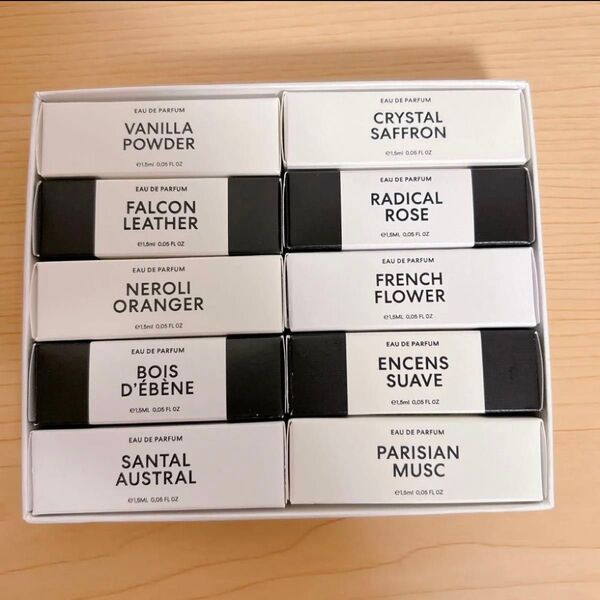 EAU DE PARFUM
VANILLA
POWDER
℮1,5ml 0,05 FL OZ
EAU DE PARFUM
CRYSTAL
SAFFRON
℮1,5ml 0,05 FL OZ
EAU DE PARFUM
FALCON
LEATHER
℮1,5ml 0,05 FL OZ
EAU DE PARFUM
RADICAL
ROSE
℮1,5ML 0,05 FL OZ
EAU DE PARFUM
NEROLI
ORANGER
℮1,5ml 0,05 FL OZ
EAU DE PARFUM
FRENCH
FLOWER
℮1,5ML 0,05 FL OZ
EAU DE PARFUM
BOIS
D'ÉBÈNE
℮1,5ML 0,05 FL OZ
EAU DE PARFUM
ENCENS
SUAVE
℮1,5ml 0,05 FL OZ
EAU DE PARFUM
SANTAL
AUSTRAL
℮1,5ML 0,05 FL OZ
EAU DE PARFUM
PARISIAN
MUSC
℮1,5ml 0,05 FL OZ